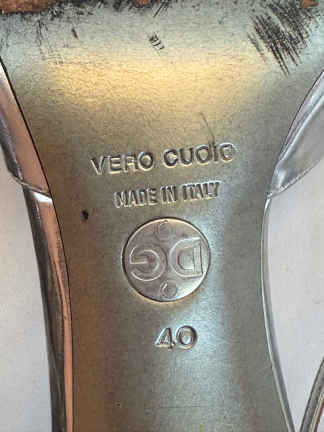 VERO CUOIO
MADE IN ITALY
DG
40